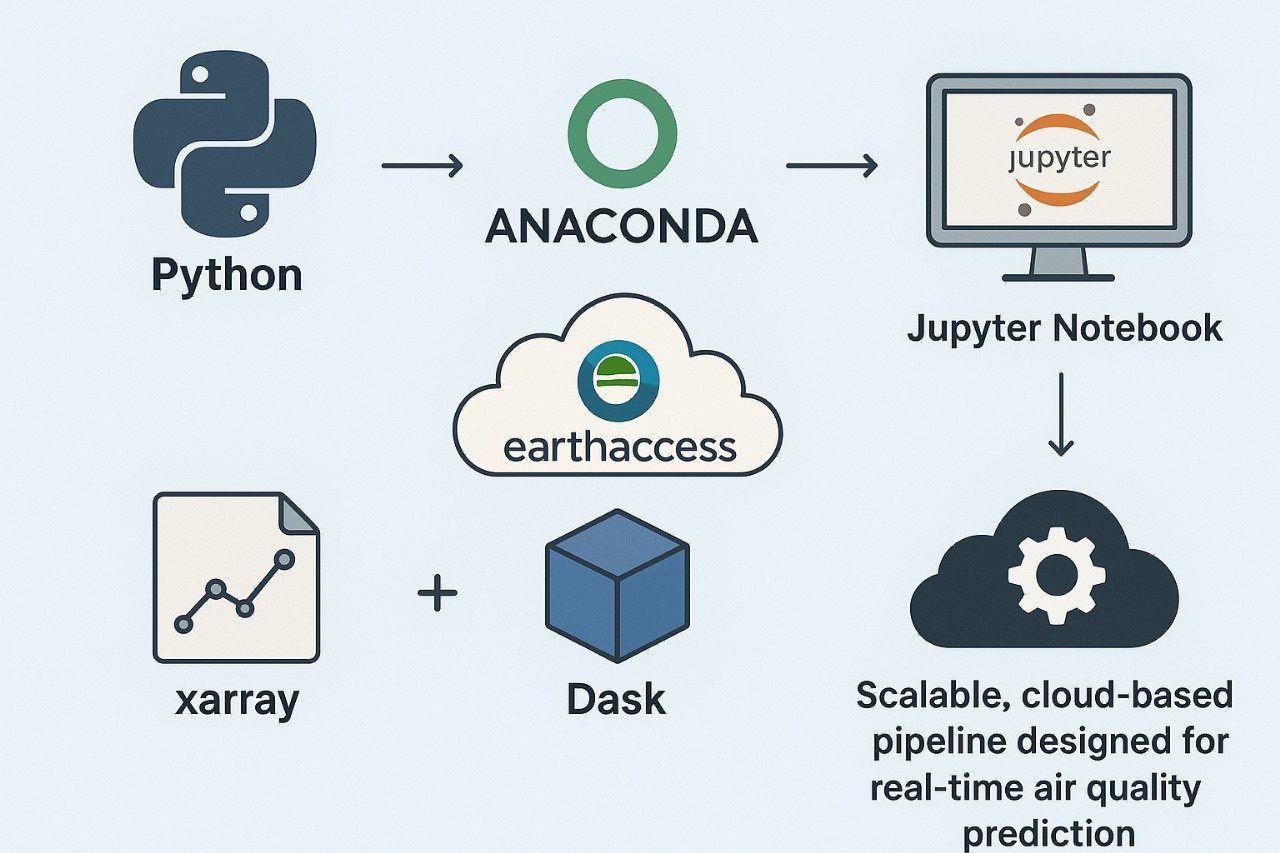 Python
ANACONDA
jupyter
Jupyter Notebook
earthaccess
xarray
+
Dask
Scalable, cloud-based
pipeline designed for
real-time air quality
prediction